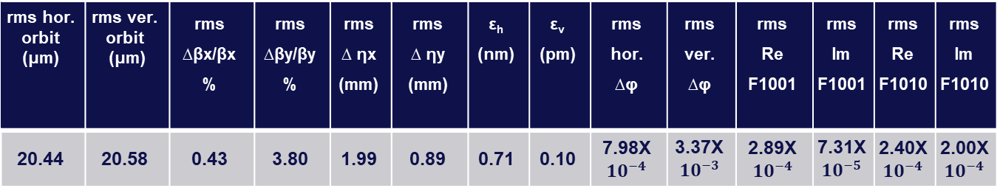 rms hor. orbit (μm)
rms ver. orbit (μm)
rms Δβx/βx %
rms Δβy/βy %
rms Δ ηx (mm)
rms Δ ηy (mm)
εh (nm)
εv (pm)
rms hor. Δφ
rms ver. Δφ
rms Re F1001
rms Im F1001
rms Re F1010
rms Im F1010
20.44
20.58
0.43
3.80
1.99
0.89
0.71
0.10
7.98X 10⁻⁴
3.37X 10⁻³
2.89X 10⁻⁴
7.31X 10⁻⁵
2.40X 10⁻⁴
2.00X 10⁻⁴